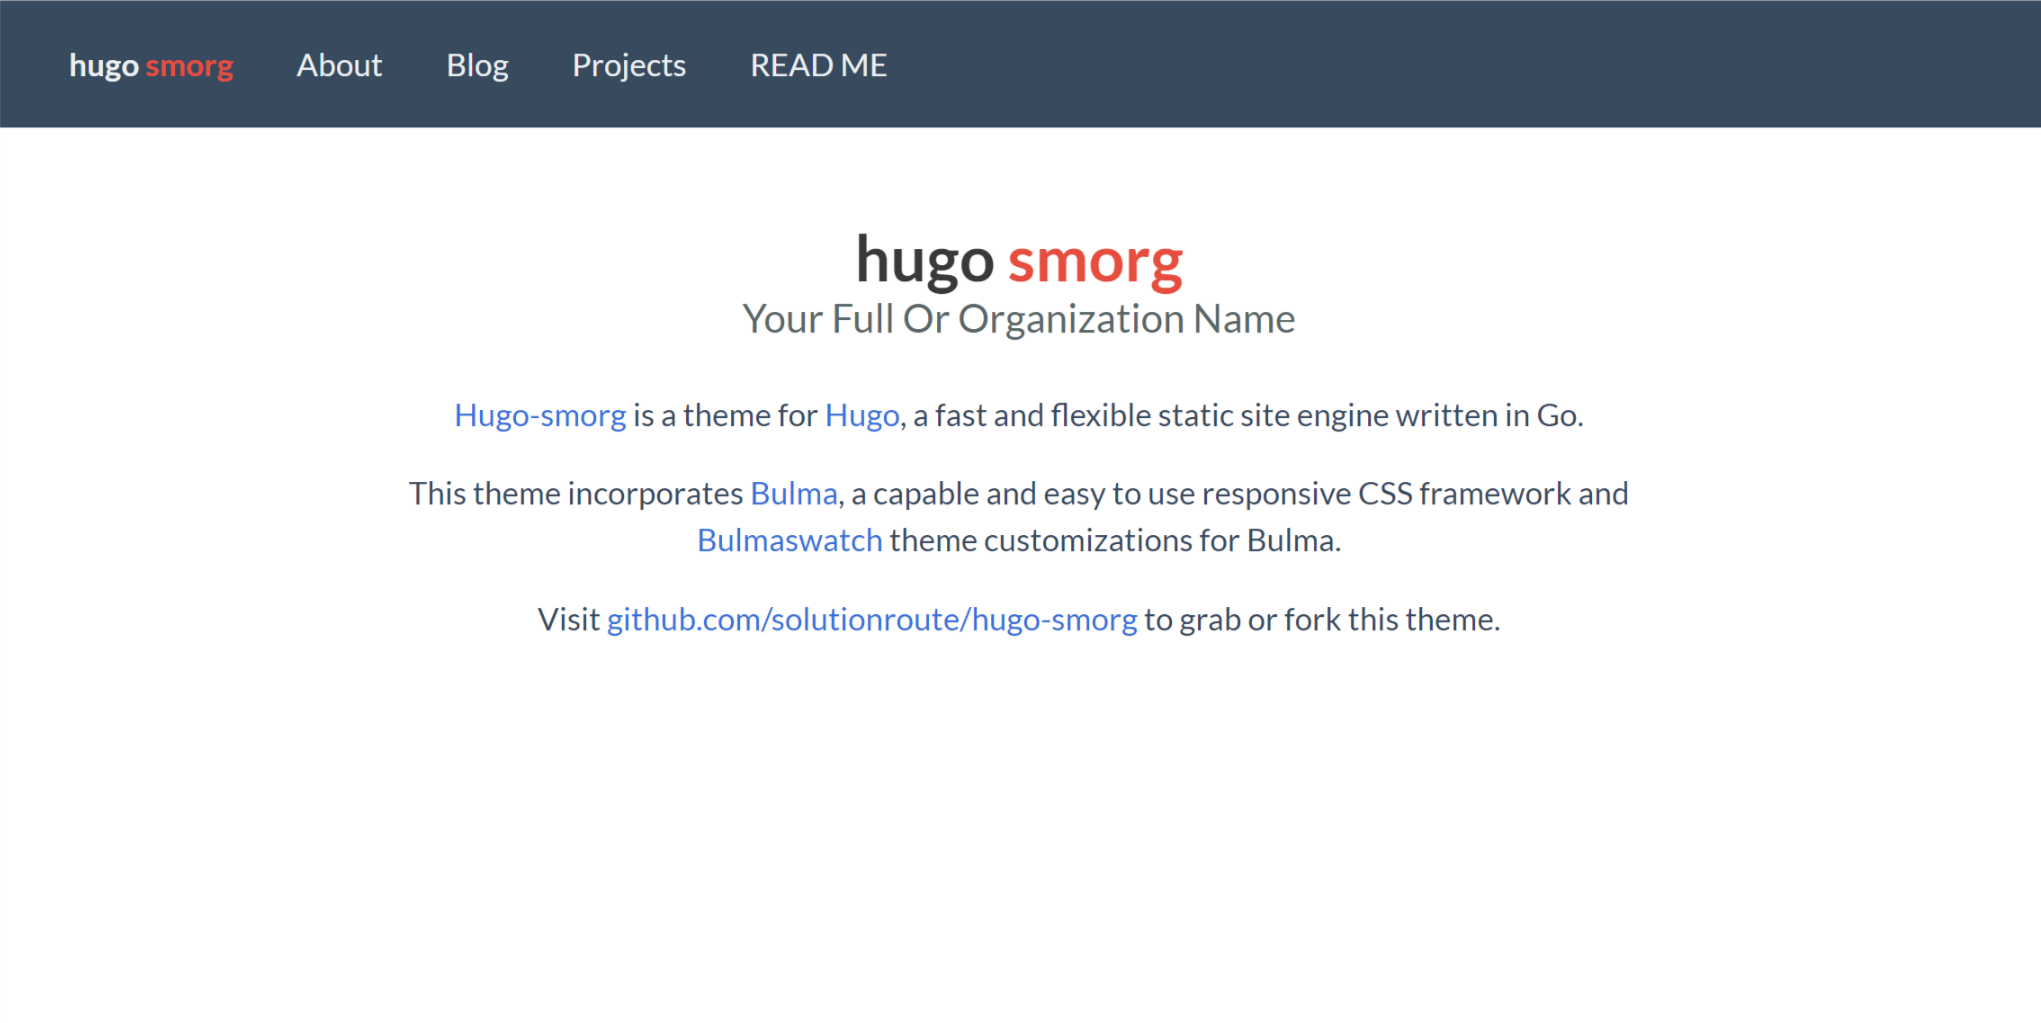 hugo smorg About Blog Projects READ ME
hugo smorg
Your Full Or Organization Name
Hugo-smorg is a theme for Hugo, a fast and flexible static site engine written in Go.
This theme incorporates Bulma, a capable and easy to use responsive CSS framework and
Bulmaswatch theme customizations for Bulma.
Visit github.com/solutionroute/hugo-smorg to grab or fork this theme.